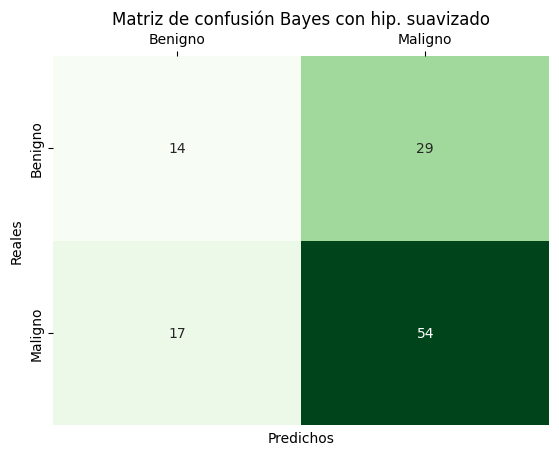 Matriz de confusión Bayes con hip. suavizado
Benigno Maligno
Reales
Benigno
14 29
Maligno
17 54
Predichos